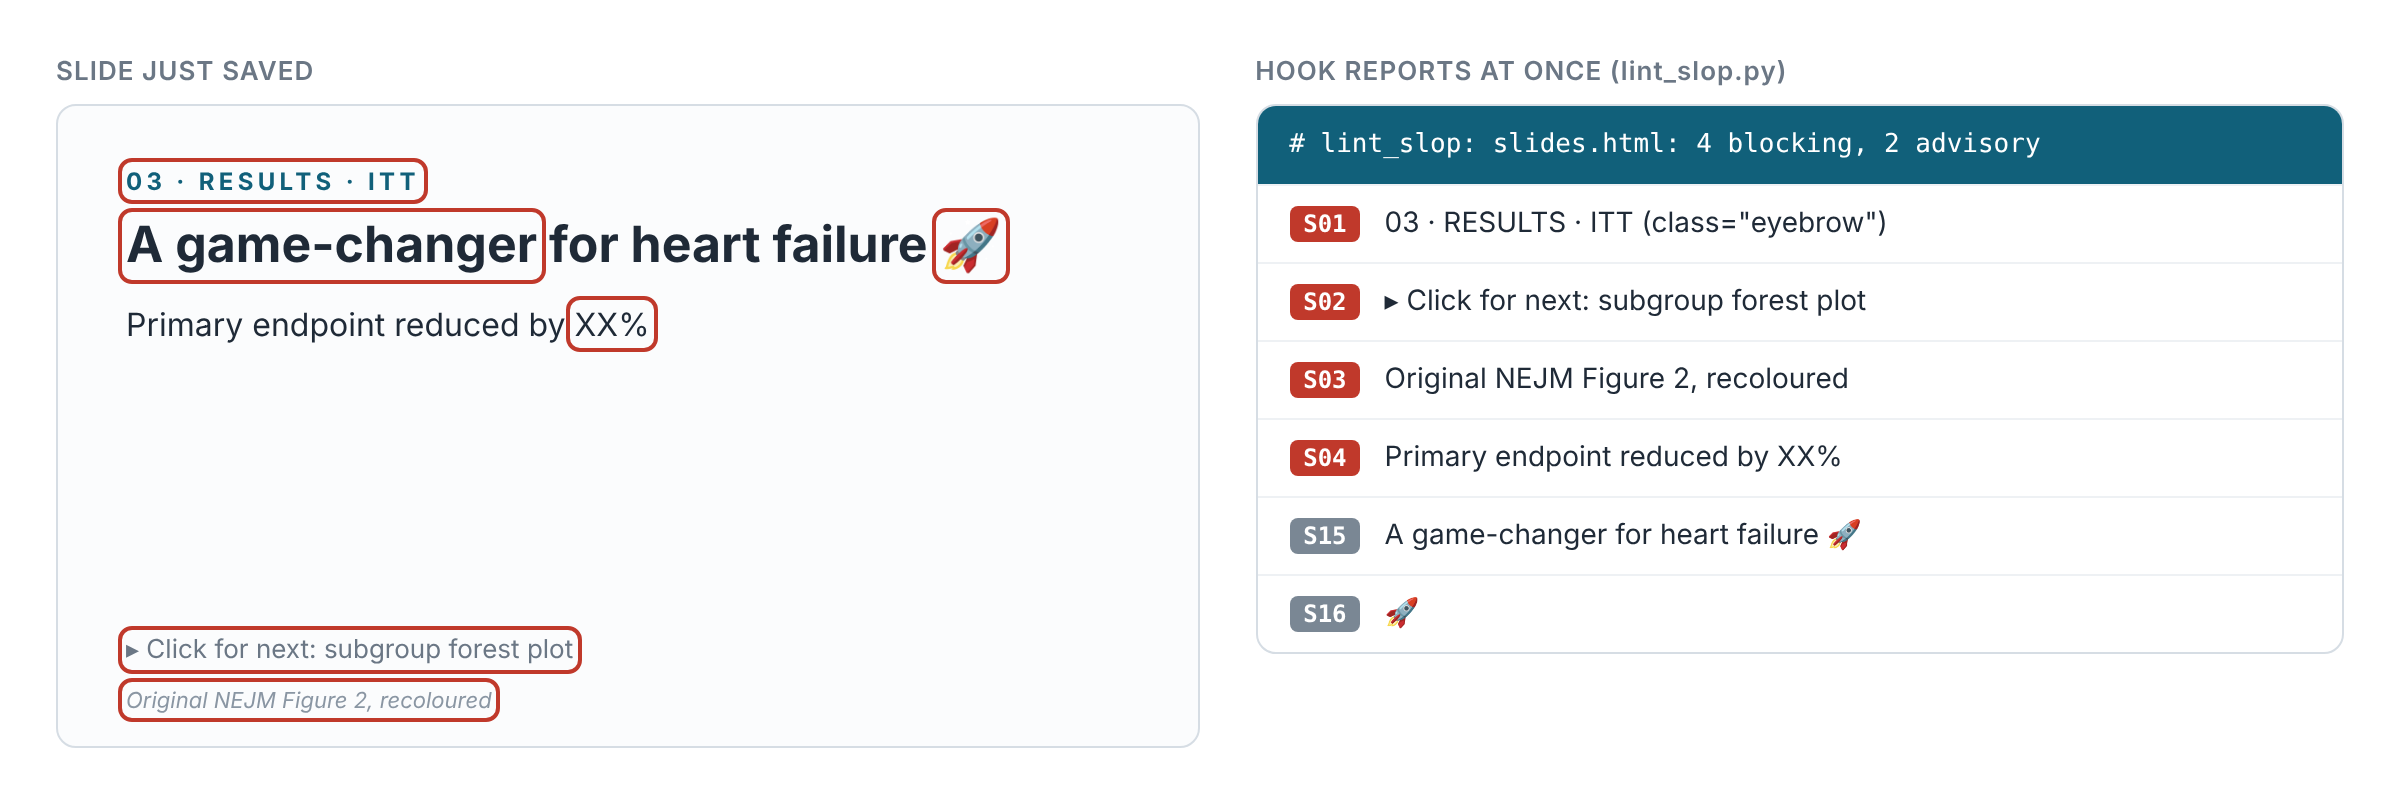 SLIDE JUST SAVED
03 · RESULTS · ITT
A game-changer for heart failure 🚀
Primary endpoint reduced by XX%
▸ Click for next: subgroup forest plot
Original NEJM Figure 2, recoloured
HOOK REPORTS AT ONCE (lint_slop.py)
# lint_slop: slides.html: 4 blocking, 2 advisory
S01 03 · RESULTS · ITT (class="eyebrow")
S02 ▸ Click for next: subgroup forest plot
S03 Original NEJM Figure 2, recoloured
S04 Primary endpoint reduced by XX%
S15 A game-changer for heart failure 🚀
S16 🚀